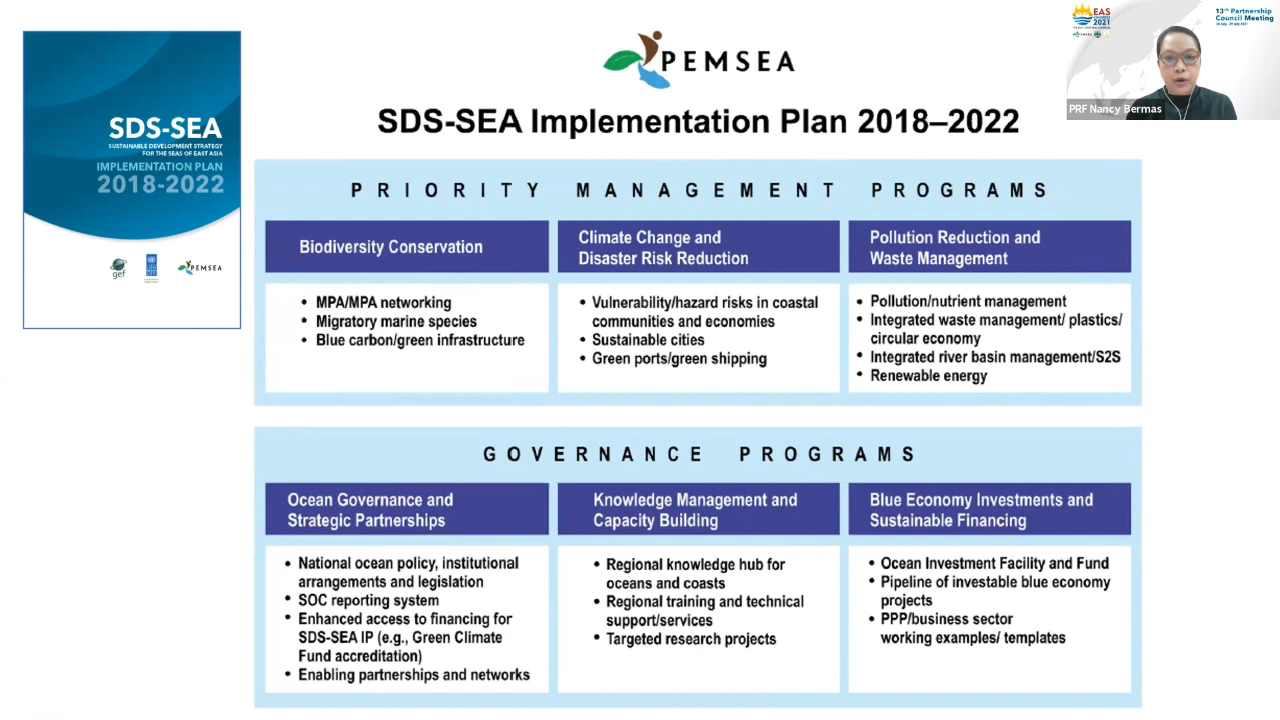 SDS-SEA
SUSTAINABLE DEVELOPMENT STRATEGY
FOR THE SEAS OF EAST ASIA
IMPLEMENTATION PLAN
2018-2022
gef
PEMSEA
PEMSEA
SDS-SEA Implementation Plan 2018–2022
EAS
CONGRESS
2021
13th Partnership
Council Meeting
PRF Nancy Bermas
PRIORITY MANAGEMENT PROGRAMS
Biodiversity Conservation
• MPA/MPA networking
• Migratory marine species
• Blue carbon/green infrastructure
Climate Change and
Disaster Risk Reduction
• Vulnerability/hazard risks in coastal
communities and economies
• Sustainable cities
• Green ports/green shipping
Pollution Reduction and
Waste Management
• Pollution/nutrient management
• Integrated waste management/ plastics/
circular economy
• Integrated river basin management/S2S
• Renewable energy
GOVERNANCE PROGRAMS
Ocean Governance and
Strategic Partnerships
• National ocean policy, institutional
arrangements and legislation
• SOC reporting system
• Enhanced access to financing for
SDS-SEA IP (e.g., Green Climate
Fund accreditation)
• Enabling partnerships and networks
Knowledge Management and
Capacity Building
• Regional knowledge hub for
oceans and coasts
• Regional training and technical
support/services
• Targeted research projects
Blue Economy Investments and
Sustainable Financing
• Ocean Investment Facility and Fund
• Pipeline of investable blue economy
projects
• PPP/business sector
working examples/ templates